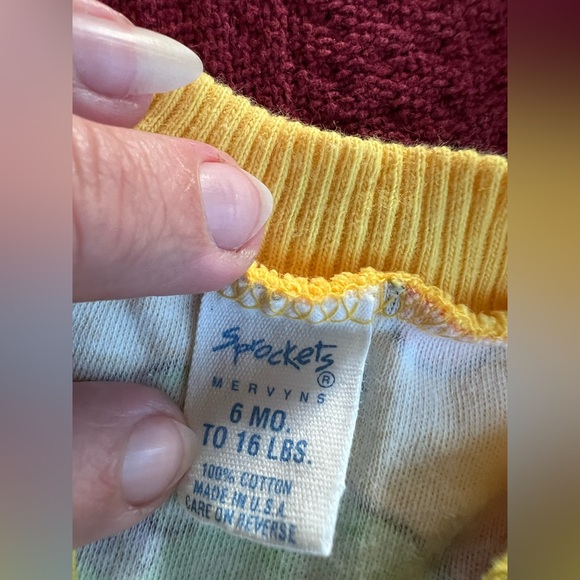 Sprockets®
MERVYNS
6 MO.
TO 16 LBS.
100% COTTON
MADE IN U.S.A.
CARE ON REVERSE